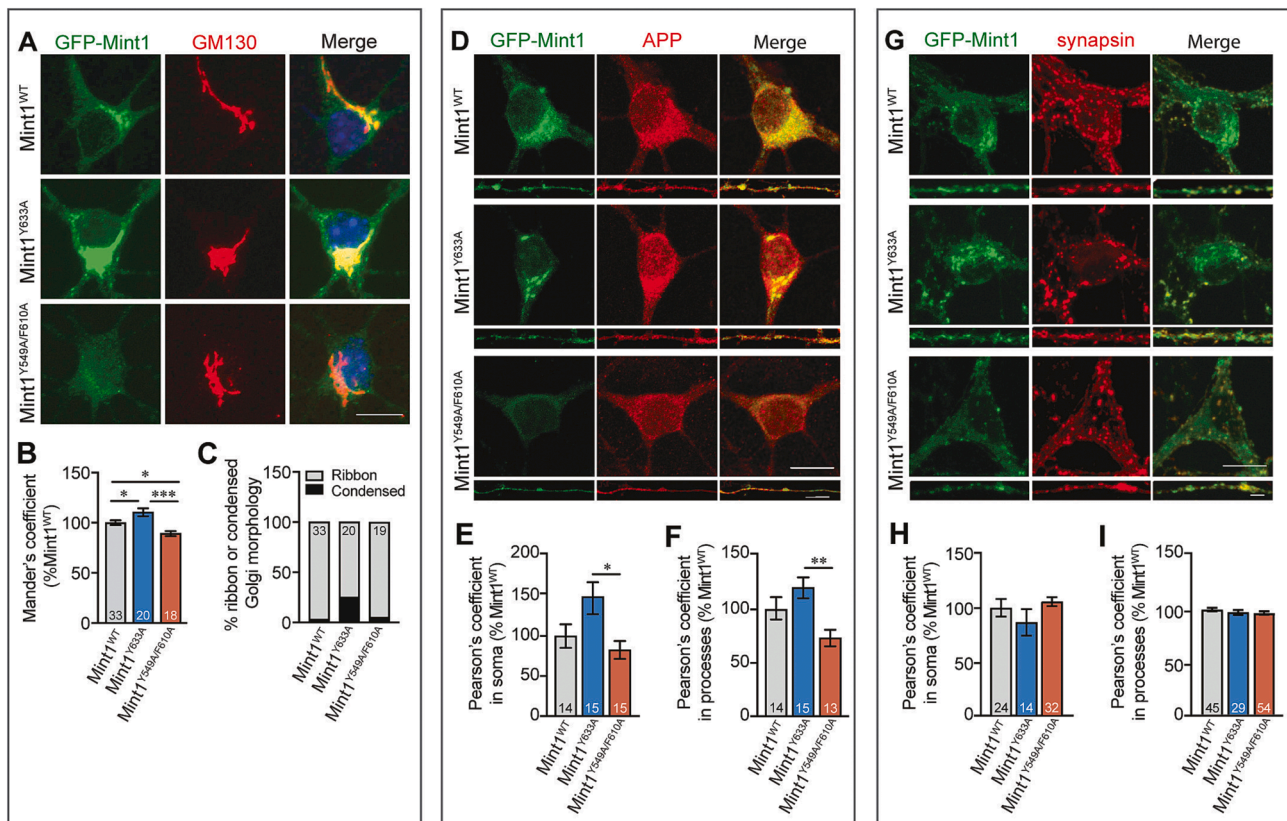 A
GFP-Mint1 GM130 Merge
Mint1WT
Mint1Y633A
Mint1Y549A/F610A
B
Mander's coefficient
(%Mint1WT)
150
100
50
0
*
* ***
33 20 18
Mint1WT
Mint1Y633A
Mint1Y549A/F610A
C
% ribbon or condensed
Golgi morphology
150
100
50
0
Ribbon
Condensed
33 20 19
Mint1WT
Mint1Y633A
Mint1Y549A/F610A
D
GFP-Mint1 APP Merge
Mint1WT
Mint1Y633A
Mint1Y549A/F610A
E
Pearson's coefficient
in soma (% Mint1WT)
200
150
100
50
0
*
14 15 15
Mint1WT
Mint1Y633A
Mint1Y549A/F610A
F
Pearson's coefficient
in processes (% Mint1WT)
150
100
50
0
**
14 15 13
Mint1WT
Mint1Y633A
Mint1Y549A/F610A
G
GFP-Mint1 synapsin Merge
Mint1WT
Mint1Y633A
Mint1Y549A/F610A
H
Pearson's coefficient
in soma (% Mint1WT)
150
100
50
0
24 14 32
Mint1WT
Mint1Y633A
Mint1Y549A/F610A
I
Pearson's coefficient
in processes (% Mint1WT)
150
100
50
0
45 29 54
Mint1WT
Mint1Y633A
Mint1Y549A/F610A